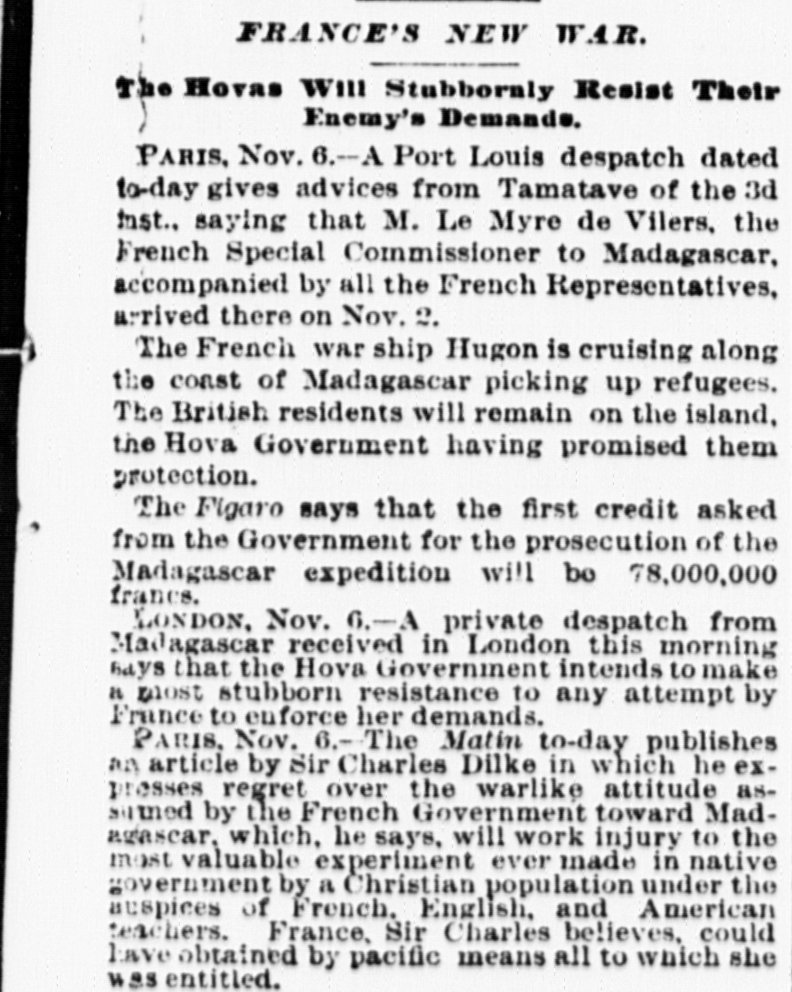 FRANCE'S NEW WAR.
The Hovas Will Stubbornly Resist Their
Enemy's Demands.
PARIS, Nov. 6.—A Port Louis despatch dated
to-day gives advices from Tamatave of the 3d
inst., saying that M. Le Myre de Vilers, the
French Special Commissioner to Madagascar,
accompanied by all the French Representatives,
arrived there on Nov. 2.
The French war ship Hugon is cruising along
the coast of Madagascar picking up refugees.
The British residents will remain on the island,
the Hova Government having promised them
protection.
The Figaro says that the first credit asked
from the Government for the prosecution of the
Madagascar expedition will be 78,000,000
francs.
LONDON, Nov. 6.—A private despatch from
Madagascar received in London this morning
says that the Hova Government intends to make
a most stubborn resistance to any attempt by
France to enforce her demands.
PARIS, Nov. 6.—The Matin to-day publishes
an article by Sir Charles Dilke in which he ex-
presses regret over the warlike attitude as-
sumed by the French Government toward Mad-
agascar, which, he says, will work injury to the
most valuable experiment ever made in native
government by a Christian population under the
auspices of French, English, and American
teachers. France, Sir Charles believes, could
have obtained by pacific means all to which she
was entitled.